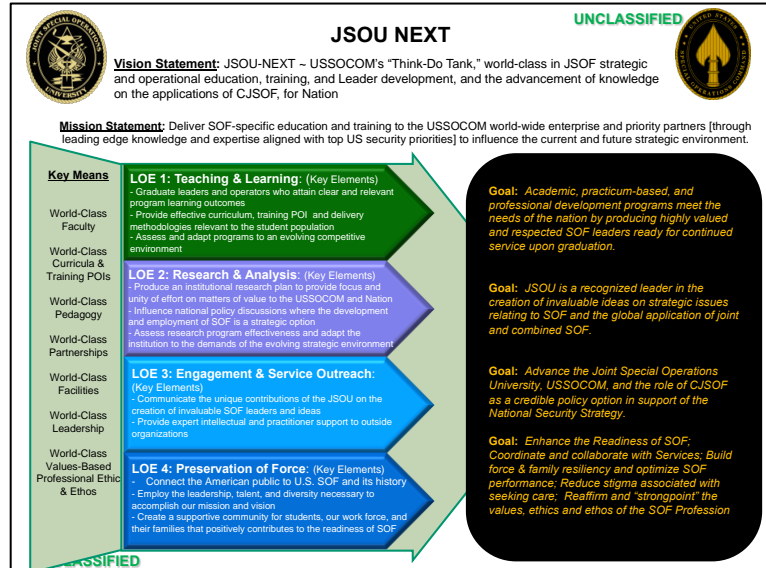 UNCLASSIFIED
JSOU NEXT
JOINT SPECIAL OPERATIONS
UNIVERSITY
UNITED STATES
SPECIAL OPERATIONS COMMAND
Vision Statement: JSOU-NEXT ~ USSOCOM's "Think-Do Tank," world-class in JSOF strategic
and operational education, training, and Leader development, and the advancement of knowledge
on the applications of CJSOF, for Nation
Mission Statement: Deliver SOF-specific education and training to the USSOCOM world-wide enterprise and priority partners [through
leading edge knowledge and expertise aligned with top US security priorities] to influence the current and future strategic environment.
Key Means
World-Class
Faculty
World-Class
Curricula &
Training POIs
World-Class
Pedagogy
World-Class
Partnerships
World-Class
Facilities
World-Class
Leadership
World-Class
Values-Based
Professional Ethic
& Ethos
LOE 1: Teaching & Learning: (Key Elements)
- Graduate leaders and operators who attain clear and relevant
program learning outcomes
- Provide effective curriculum, training POI and delivery
methodologies relevant to the student population
- Assess and adapt programs to an evolving competitive
environment
LOE 2: Research & Analysis: (Key Elements)
- Produce an institutional research plan to provide focus and
unity of effort on matters of value to the USSOCOM and Nation
- Influence national policy discussions where the development
and employment of SOF is a strategic option
- Assess research program effectiveness and adapt the
institution to the demands of the evolving strategic environment
LOE 3: Engagement & Service Outreach:
(Key Elements)
- Communicate the unique contributions of the JSOU on the
creation of invaluable SOF leaders and ideas
- Provide expert intellectual and practitioner support to outside
organizations
LOE 4: Preservation of Force: (Key Elements)
- Connect the American public to U.S. SOF and its history
- Employ the leadership, talent, and diversity necessary to
accomplish our mission and vision
- Create a supportive community for students, our work force, and
their families that positively contributes to the readiness of SOF
Goal: Academic, practicum-based, and
professional development programs meet the
needs of the nation by producing highly valued
and respected SOF leaders ready for continued
service upon graduation.
Goal: JSOU is a recognized leader in the
creation of invaluable ideas on strategic issues
relating to SOF and the global application of joint
and combined SOF.
Goal: Advance the Joint Special Operations
University, USSOCOM, and the role of CJSOF
as a credible policy option in support of the
National Security Strategy.
Goal: Enhance the Readiness of SOF;
Coordinate and collaborate with Services; Build
force & family resiliency and optimize SOF
performance; Reduce stigma associated with
seeking care; Reaffirm and "strongpoint" the
values, ethics and ethos of the SOF Profession